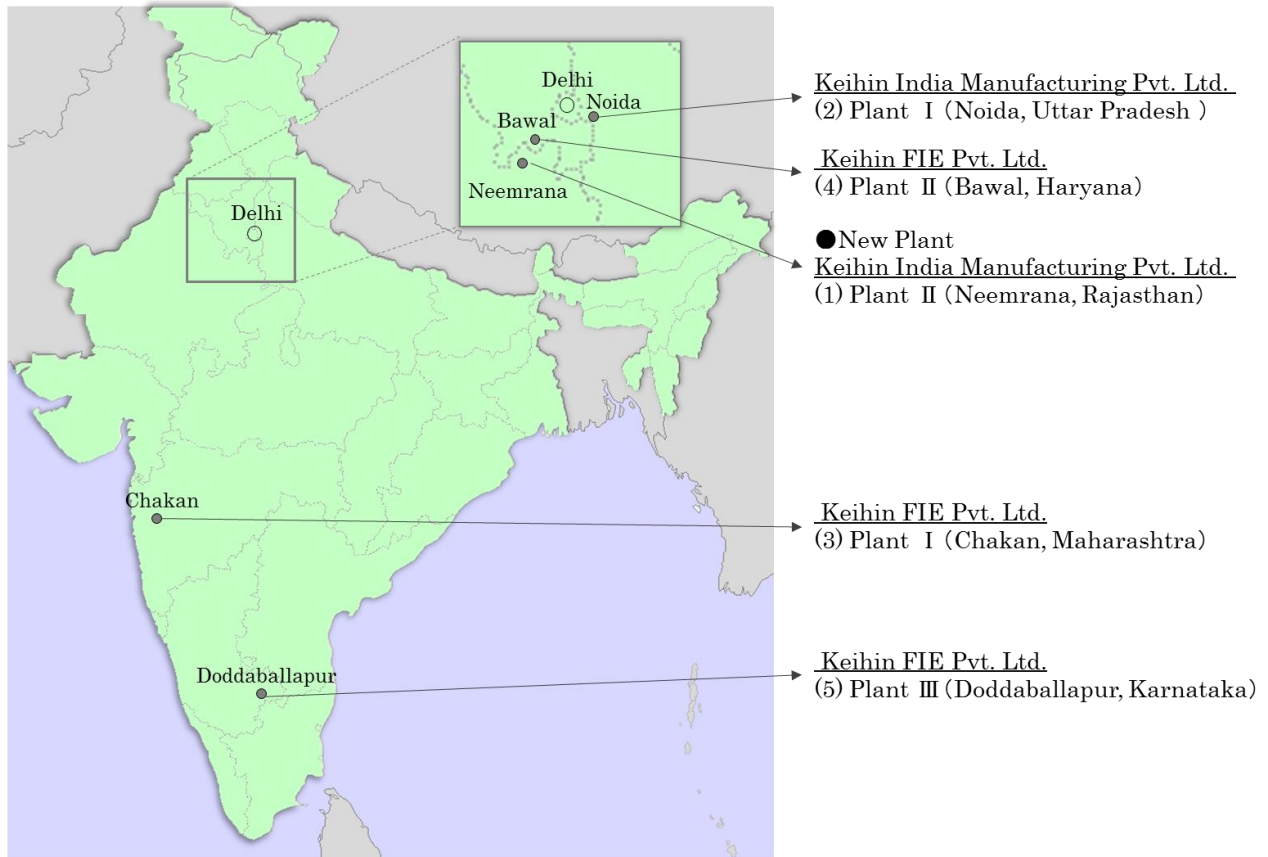 Delhi
Noida
Bawal
Neemrana
Delhi
Chakan
Doddaballapur
Keihin India Manufacturing Pvt. Ltd.
(2) Plant Ⅰ（Noida, Uttar Pradesh ）
Keihin FIE Pvt. Ltd.
(4) Plant Ⅱ（Bawal, Haryana）
●New Plant
Keihin India Manufacturing Pvt. Ltd.
(1) Plant Ⅱ（Neemrana, Rajasthan）
Keihin FIE Pvt. Ltd.
(3) Plant Ⅰ（Chakan, Maharashtra）
Keihin FIE Pvt. Ltd.
(5) Plant Ⅲ（Doddaballapur, Karnataka）